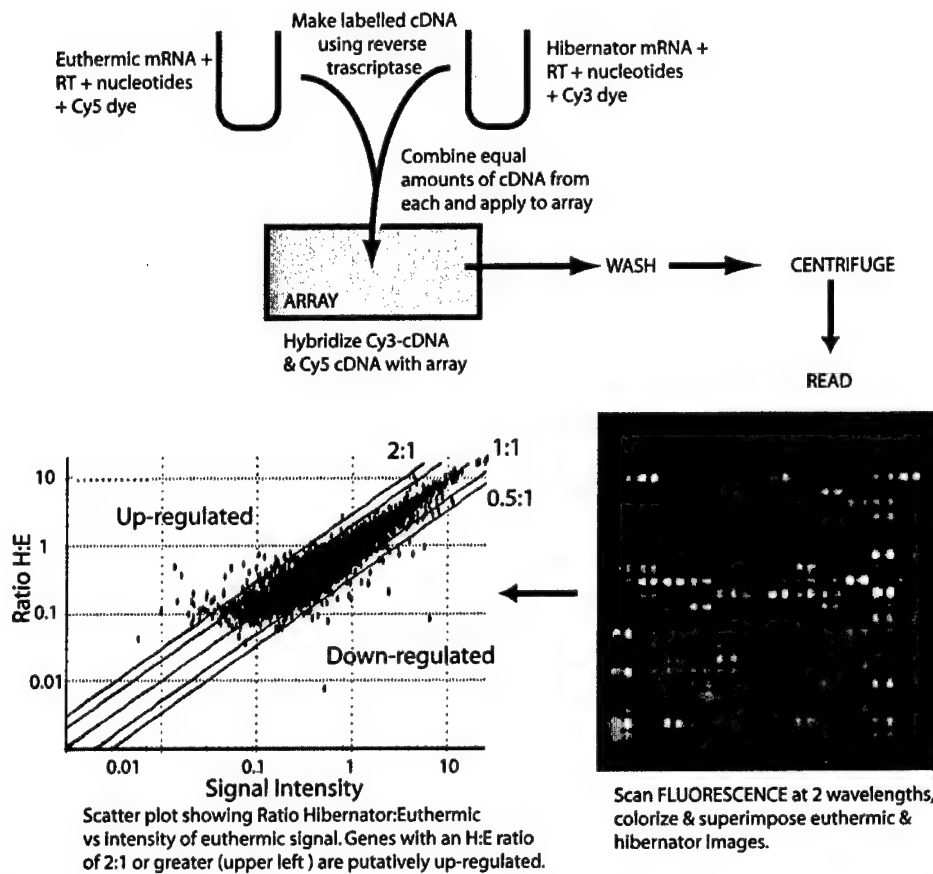 Make labelled cDNA
using reverse
trascriptase
Euthermic mRNA +
RT + nucleotides
+ Cy5 dye
Hibernator mRNA +
RT + nucleotides
+ Cy3 dye
Combine equal
amounts of cDNA from
each and apply to array
ARRAY
WASH
CENTRIFUGE
Hybridize Cy3-cDNA
& Cy5 cDNA with array
READ
2:1
1:1
0.5:1
10
1
0.1
0.01
Ratio H:E
Up-regulated
Down-regulated
0.01
0.1
1
10
Signal Intensity
Scatter plot showing Ratio Hibernator:Euthermic
vs intensity of euthermic signal. Genes with an H:E ratio
of 2:1 or greater (upper left ) are putatively up-regulated.
Scan FLUORESCENCE at 2 wavelengths,
colorize & superimpose euthermic &
hibernator Images.